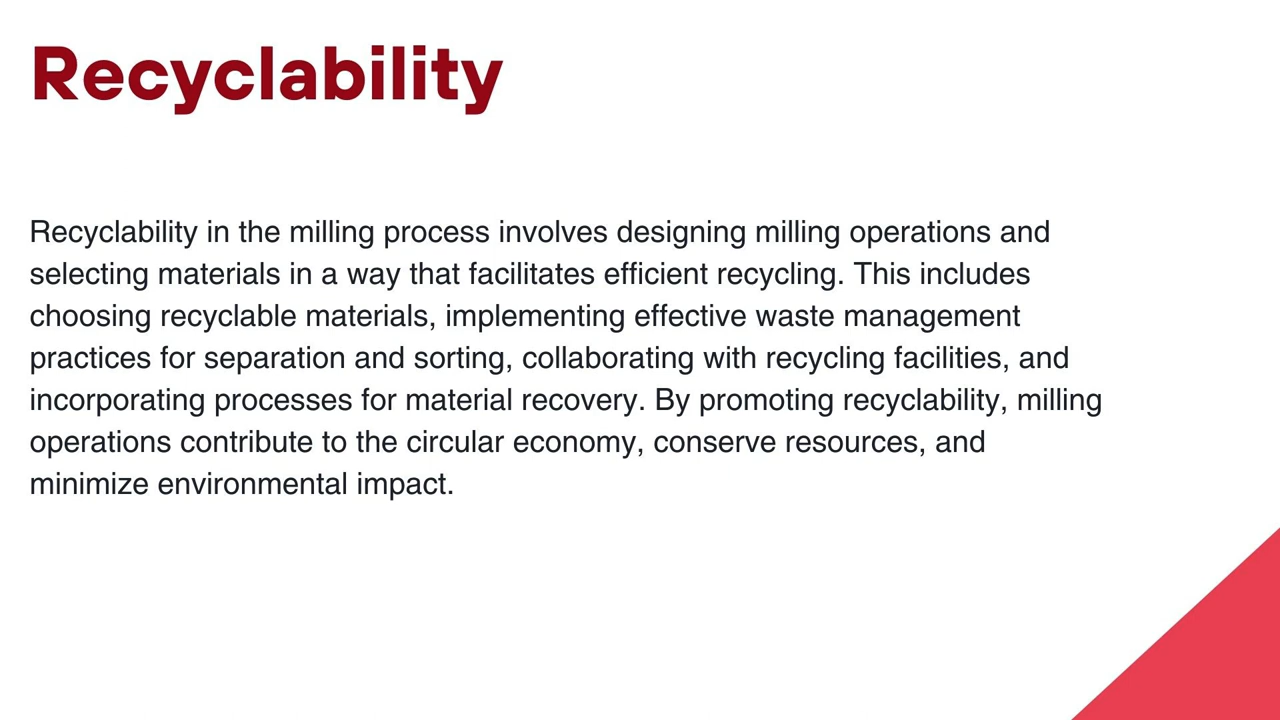 Recyclability
Recyclability in the milling process involves designing milling operations and
selecting materials in a way that facilitates efficient recycling. This includes
choosing recyclable materials, implementing effective waste management
practices for separation and sorting, collaborating with recycling facilities, and
incorporating processes for material recovery. By promoting recyclability, milling
operations contribute to the circular economy, conserve resources, and
minimize environmental impact.